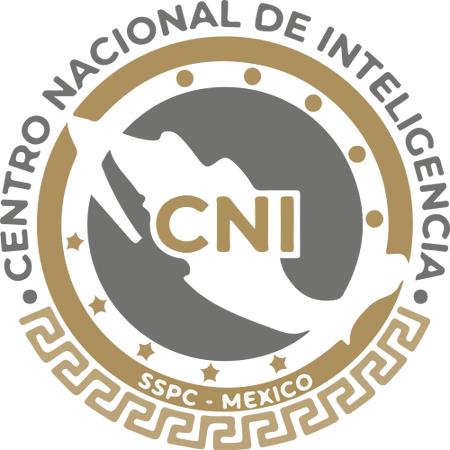 CENTRO NACIONAL DE INTELIGENCIA
CNI
SSPC - MEXICO